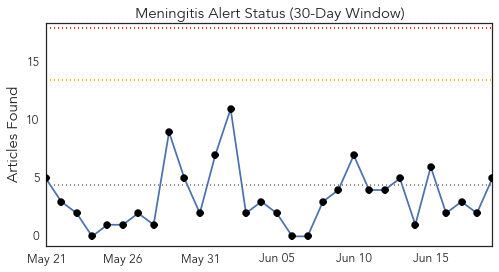 Meningitis Alert Status (30-Day Window)
Articles Found
15
10
5
0
May 21 May 26 May 31 Jun 05 Jun 10 Jun 15